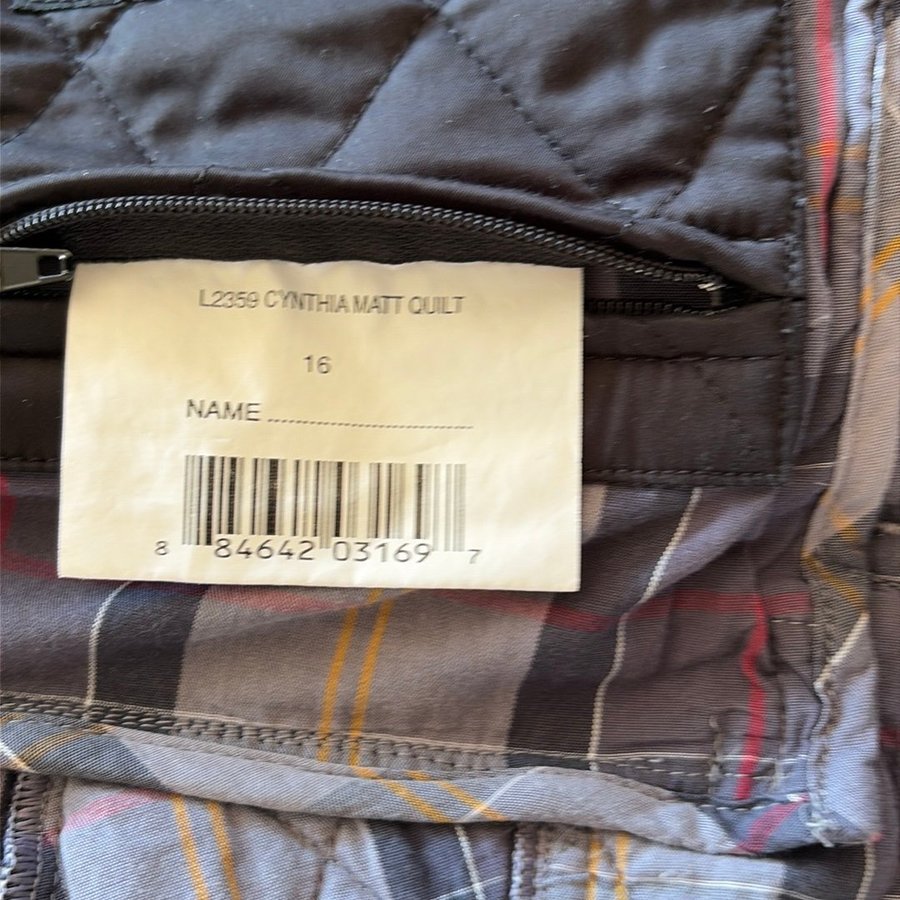 L2359 CYNTHIA MATT QUILT
16
NAME..............................
8 84642 03169 7